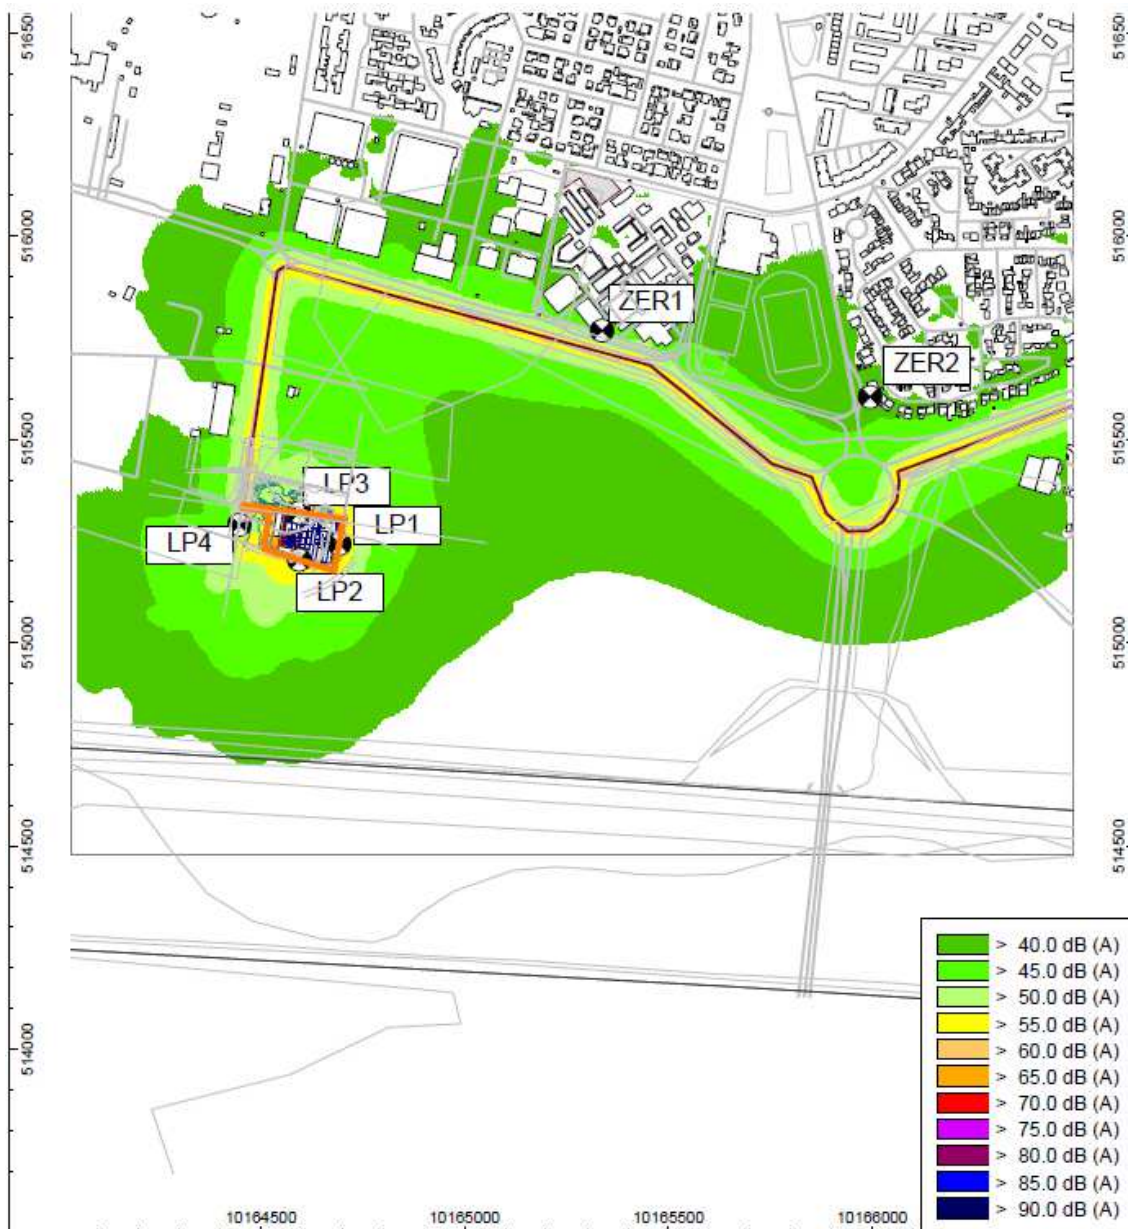 516500
516500
516000
516000
ZER1
ZER2
515500
515500
LP3
LP1
LP4
LP2
515000
515000
514500
514500
514000
> 40.0 dB (A)
> 45.0 dB (A)
> 50.0 dB (A)
> 55.0 dB (A)
> 60.0 dB (A)
> 65.0 dB (A)
> 70.0 dB (A)
> 75.0 dB (A)
> 80.0 dB (A)
> 85.0 dB (A)
> 90.0 dB (A)
10164500 10165000 10165500 10166000